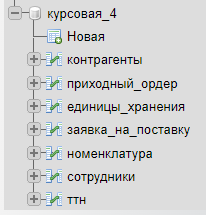 курсовая_4
Новая
контрагенты
приходный_ордер
единицы_хранения
заявка_на_поставку
номенклатура
сотрудники
ттн